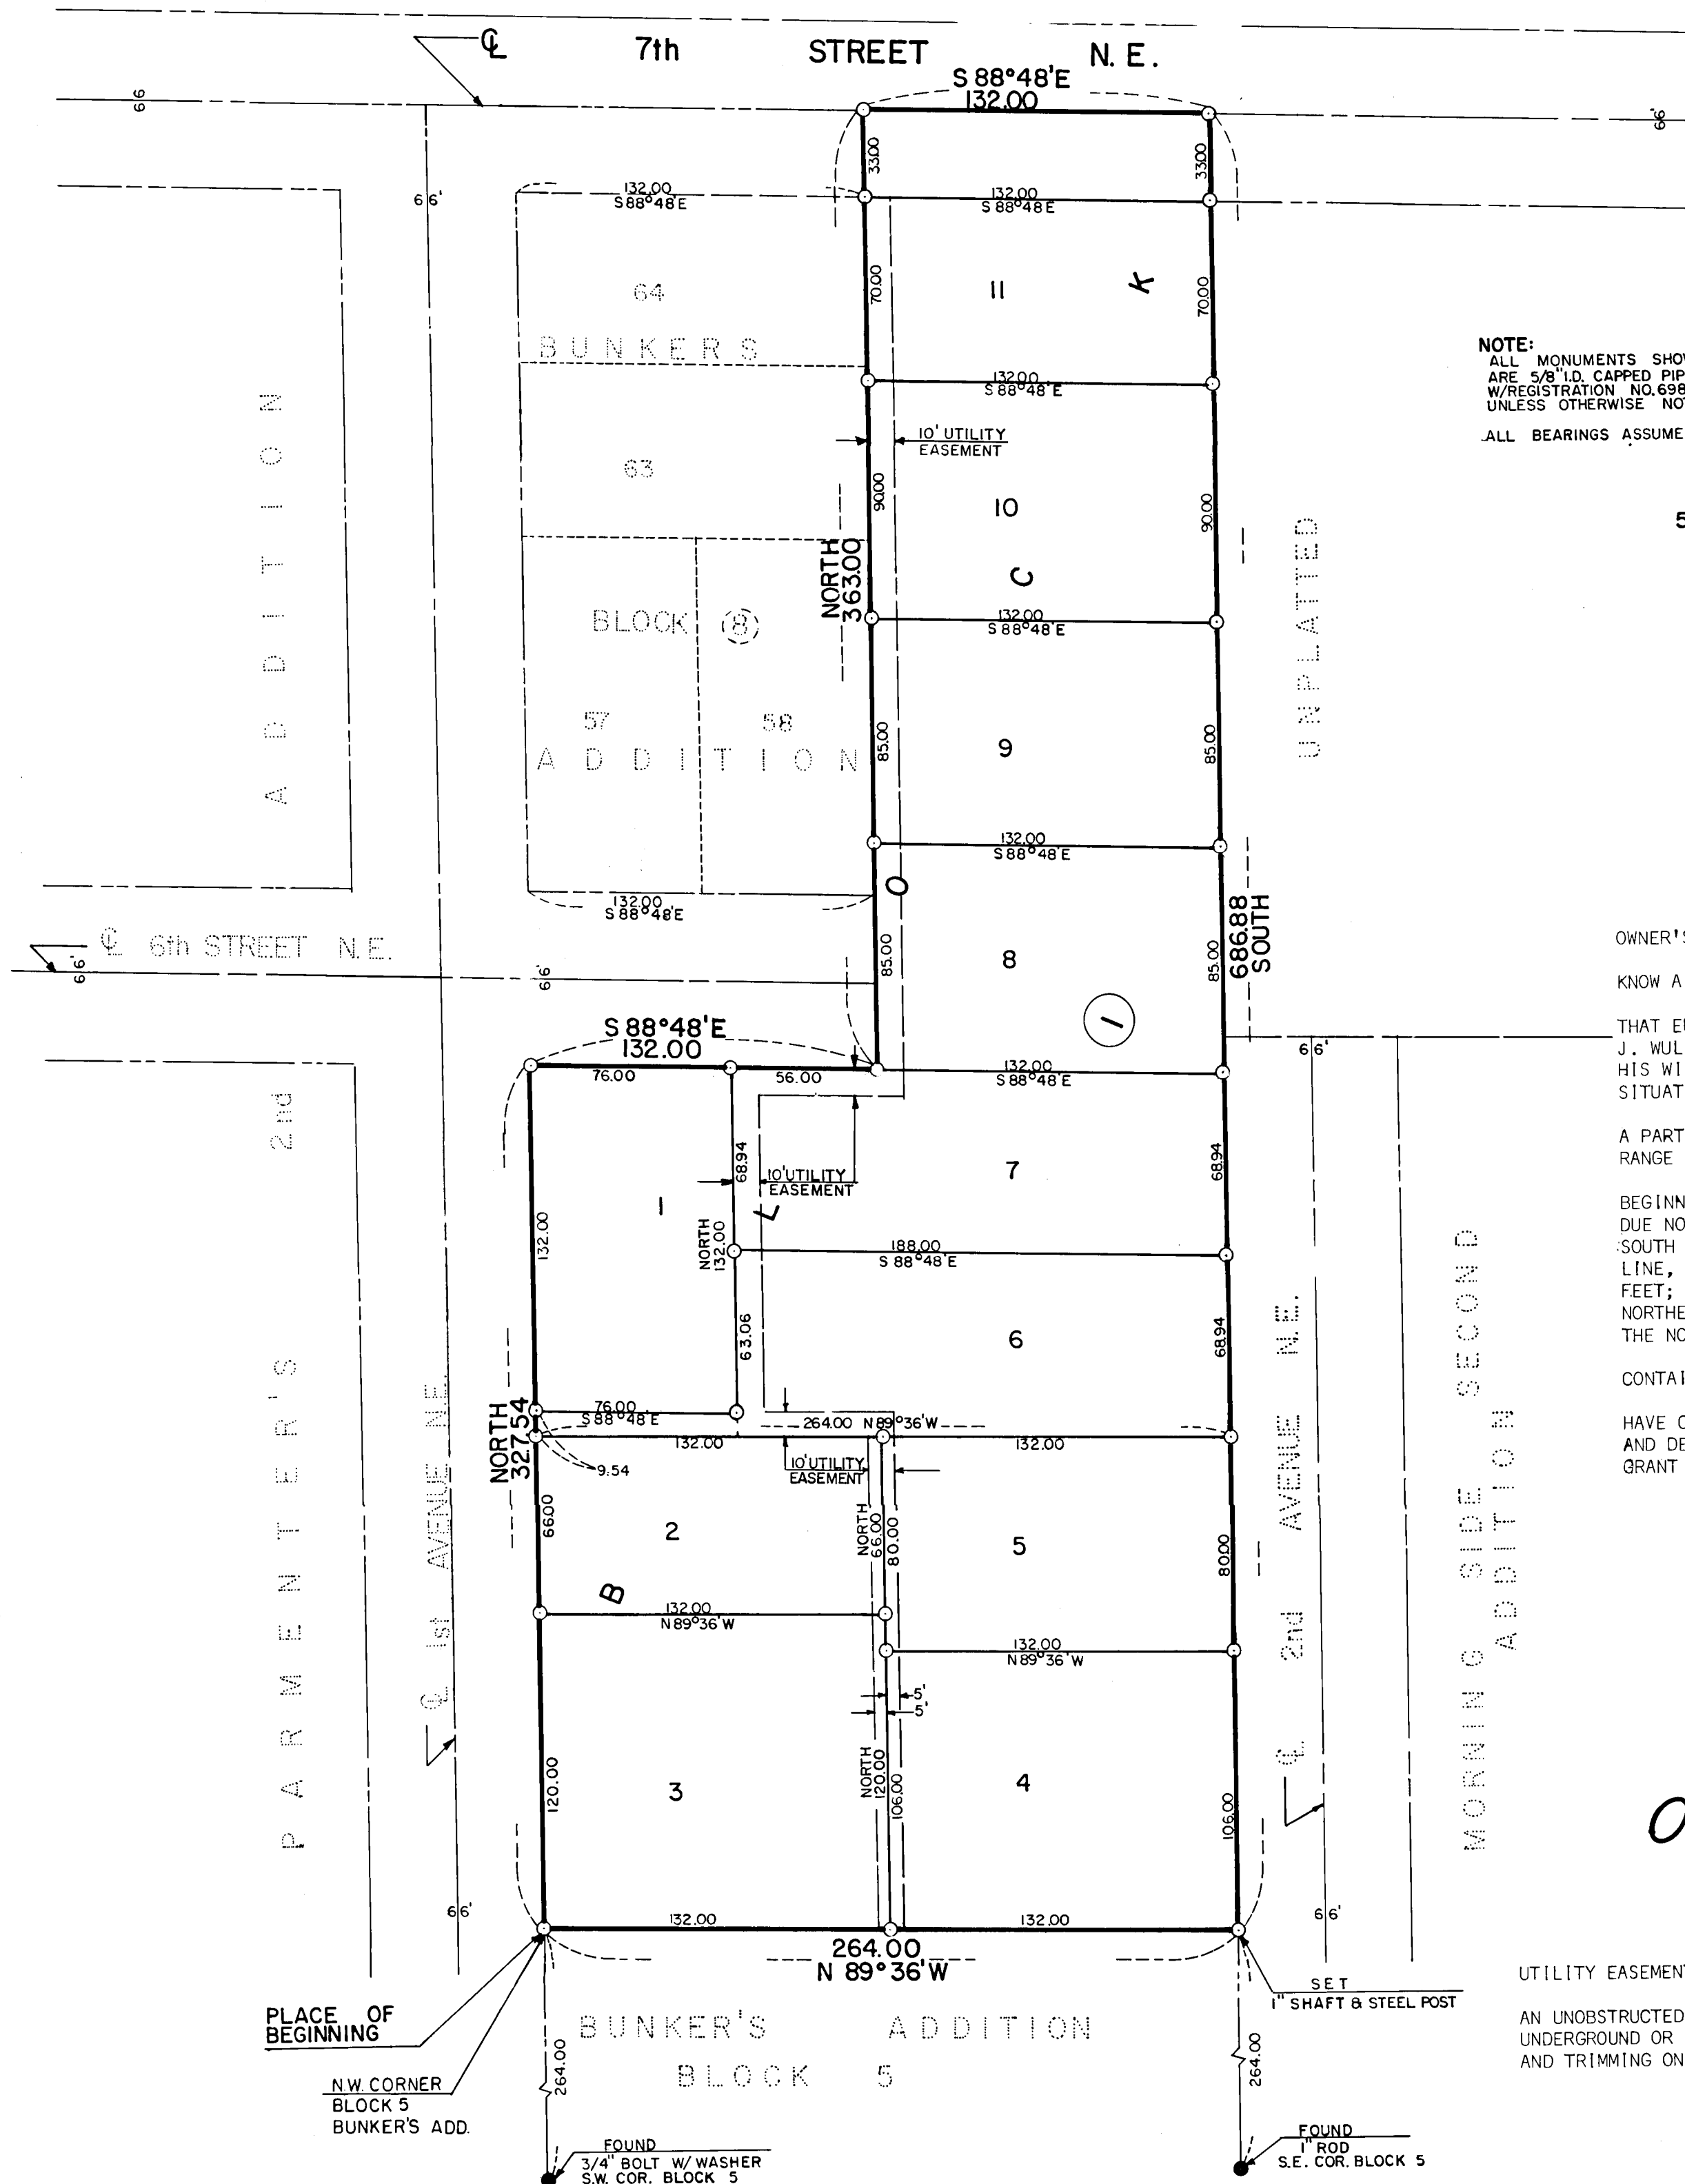 ℄ 7th STREET N.E.
S 88°48'E
132.00
66
66'
33.00
33.00
66'
132.00
S 88°48'E
132.00
S 88°48'E
64
70.00
11
K
70.00
BUNKERS
132.00
S 88°48'E
NOTE:
ALL MONUMENTS SHO
ARE 5/8" I.D. CAPPED PIP
W/REGISTRATION NO. 698
UNLESS OTHERWISE NO
ALL BEARINGS ASSUME
ADDITION
10' UTILITY
EASEMENT
63
90.00
10
90.00
5
NORTH
363.00
C
UNPLATTED
BLOCK 8
132.00
S 88°48'E
57
58
85.00
9
85.00
ADDITION
132.00
S 88°48'E
O
132.00
S 88°48'E
686.88
SOUTH
℄ 6th STREET N.E.
66'
66'
85.00
8
85.00
1
OWNER'S
KNOW A
THAT E
J. WUL
HIS WI
SITUAT
S 88°48'E
132.00
76.00
56.00
132.00
S 88°48'E
66'
2nd
68.94
10' UTILITY
EASEMENT
7
68.94
A PART
RANGE
1
L
132.00
NORTH
132.00
188.00
S 88°48'E
BEGINN
DUE NO
SOUTH
LINE,
FEET;
NORTHE
THE NO
63.06
6
68.94
CONTAI
76.00
S 88°48'E
264.00 N 89°36'W
132.00
132.00
NORTH
327.54
9.54
10' UTILITY
EASEMENT
HAVE C
AND DE
GRANT
PARMENTER'S
℄ 1st AVENUE N.E.
66.00
2
NORTH
66.00
80.00
5
80.00
℄ 2nd AVENUE N.E.
MORNING SIDE SECOND
ADDITION
B
132.00
N 89°36'W
132.00
N 89°36'W
5'
5'
120.00
3
NORTH
120.00
106.00
4
106.00
66'
132.00
132.00
66'
264.00
N 89°36'W
SET
1" SHAFT & STEEL POST
UTILITY EASEMENT
PLACE OF
BEGINNING
BUNKER'S ADDITION
BLOCK 5
AN UNOBSTRUCTED
UNDERGROUND OR
AND TRIMMING ON
N.W. CORNER
BLOCK 5
BUNKER'S ADD.
264.00
264.00
FOUND
3/4" BOLT W/ WASHER
S.W. COR. BLOCK 5
FOUND
1" ROD
S.E. COR. BLOCK 5